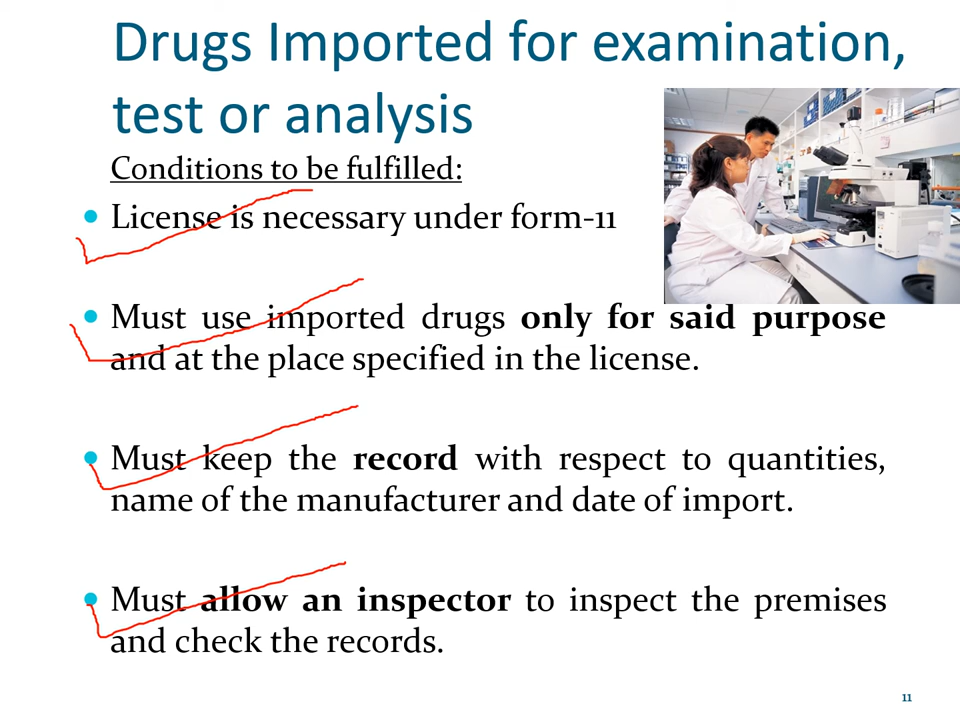 Drugs Imported for examination,
test or analysis
Conditions to be fulfilled:
• License is necessary under form-11
• Must use imported drugs only for said purpose
and at the place specified in the license.
• Must keep the record with respect to quantities,
name of the manufacturer and date of import.
• Must allow an inspector to inspect the premises
and check the records.
11